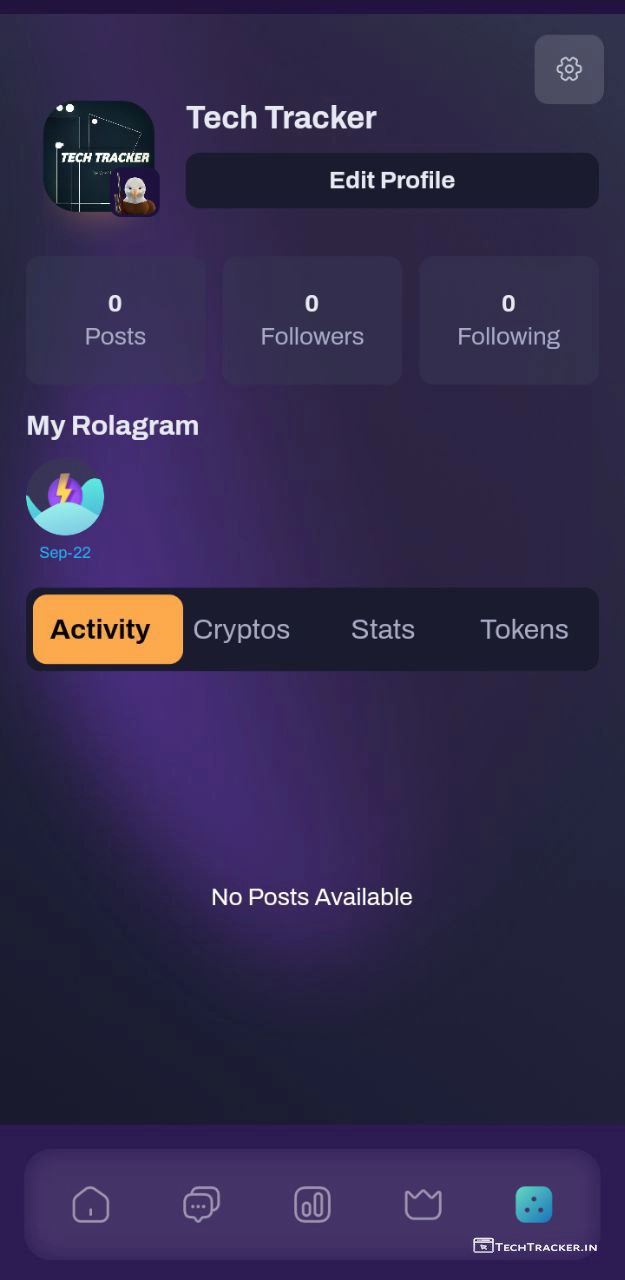 Tech Tracker
TECH TRACKER
Edit Profile
0
Posts
0
Followers
0
Following
My Rolagram
Sep-22
Activity
Cryptos
Stats
Tokens
No Posts Available
TECHTRACKER.IN